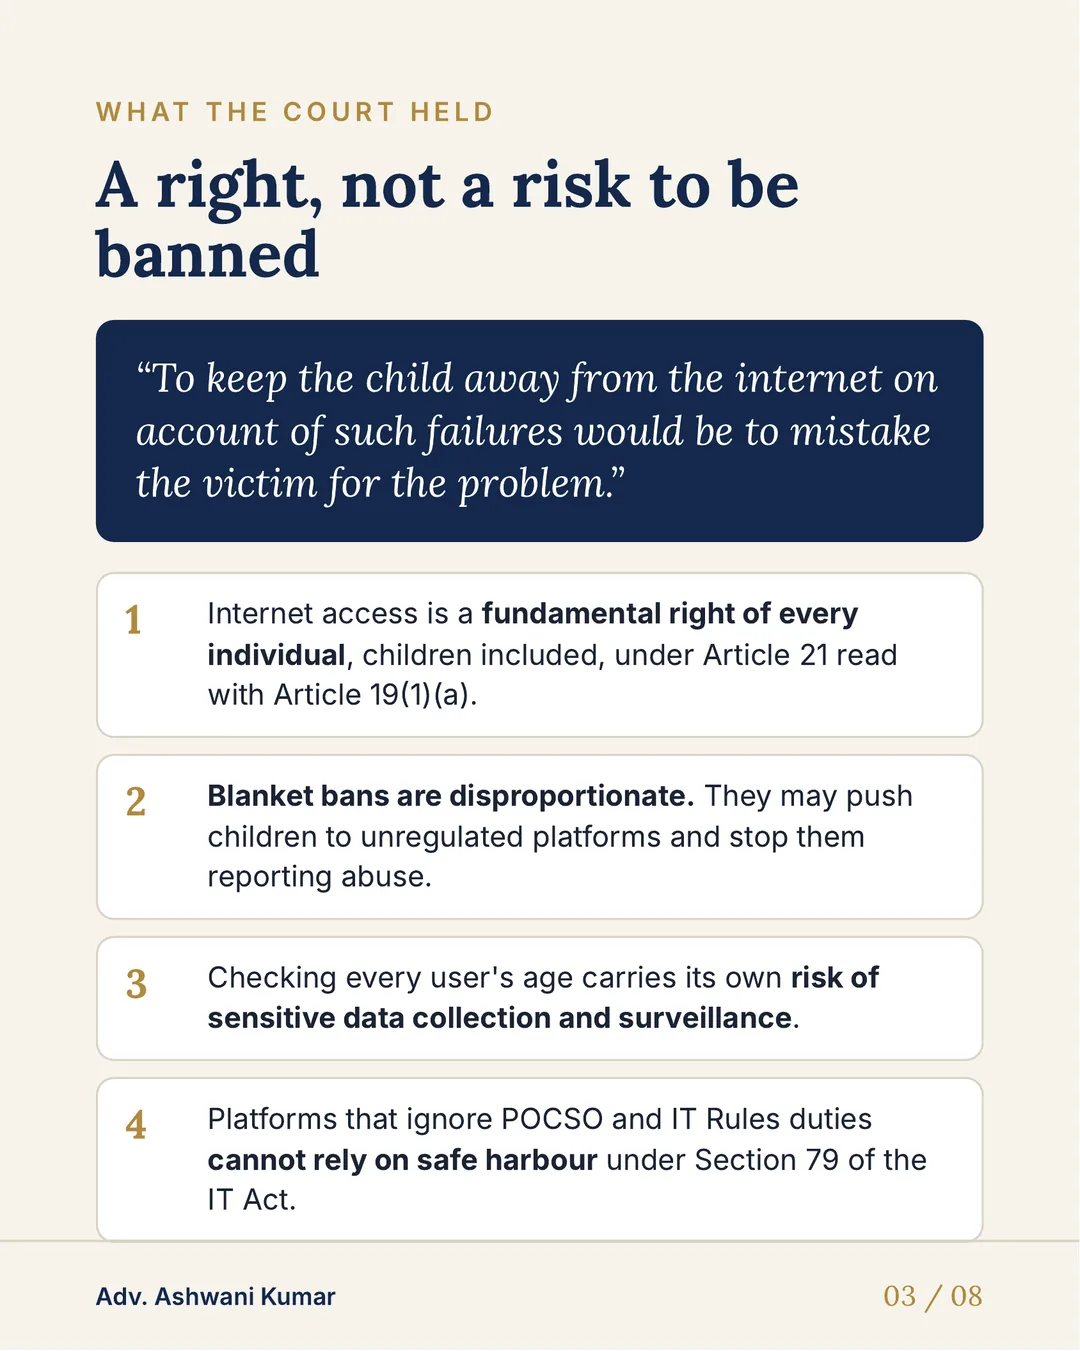 WHAT THE COURT HELD
A right, not a risk to be
banned
“To keep the child away from the internet on
account of such failures would be to mistake
the victim for the problem.”
1
Internet access is a fundamental right of every
individual, children included, under Article 21 read
with Article 19(1)(a).
2
Blanket bans are disproportionate. They may push
children to unregulated platforms and stop them
reporting abuse.
3
Checking every user's age carries its own risk of
sensitive data collection and surveillance.
4
Platforms that ignore POCSO and IT Rules duties
cannot rely on safe harbour under Section 79 of the
IT Act.
Adv. Ashwani Kumar
03 / 08